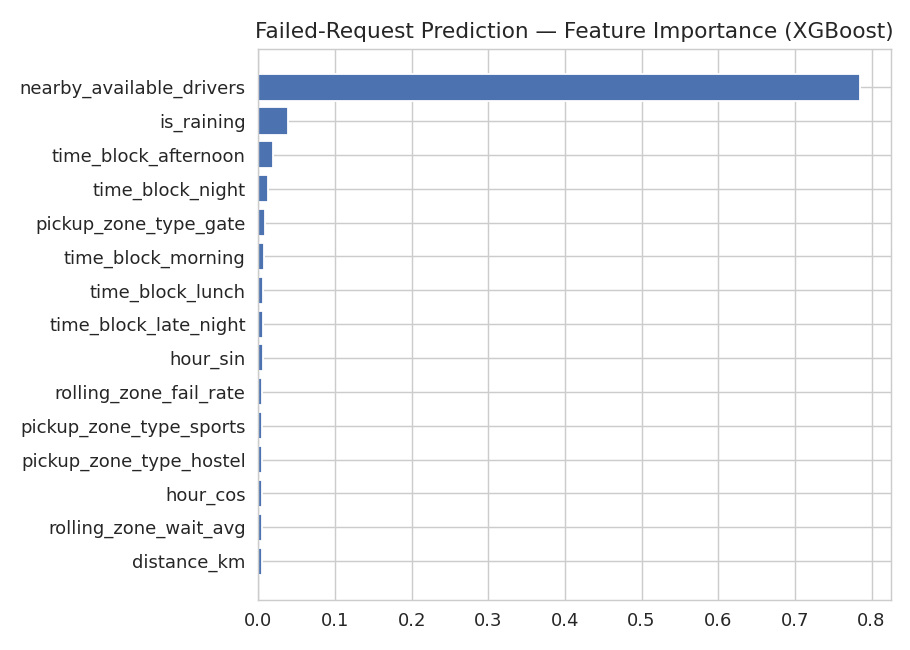 Failed-Request Prediction — Feature Importance (XGBoost)
nearby_available_drivers
is_raining
time_block_afternoon
time_block_night
pickup_zone_type_gate
time_block_morning
time_block_lunch
time_block_late_night
hour_sin
rolling_zone_fail_rate
pickup_zone_type_sports
pickup_zone_type_hostel
hour_cos
rolling_zone_wait_avg
distance_km
0.0 0.1 0.2 0.3 0.4 0.5 0.6 0.7 0.8